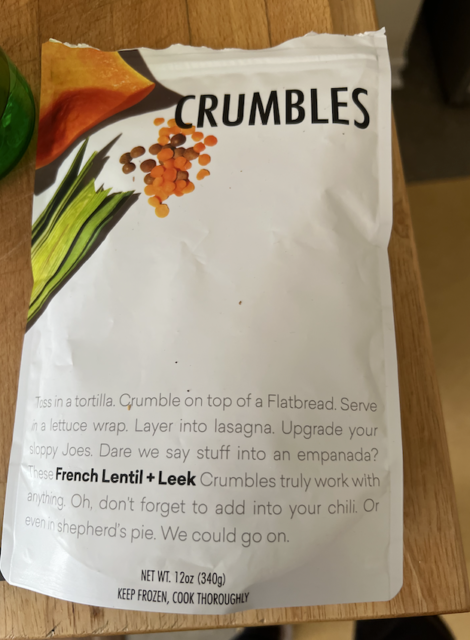 CRUMBLES
Toss in a tortilla. Crumble on top of a Flatbread. Serve
in a lettuce wrap. Layer into lasagna. Upgrade your
sloppy Joes. Dare we say stuff into an empanada?
These French Lentil + Leek Crumbles truly work with
anything. Oh, don't forget to add into your chili. Or
even in shepherd's pie. We could go on.
NET WT. 12oz (340g)
KEEP FROZEN, COOK THOROUGHLY